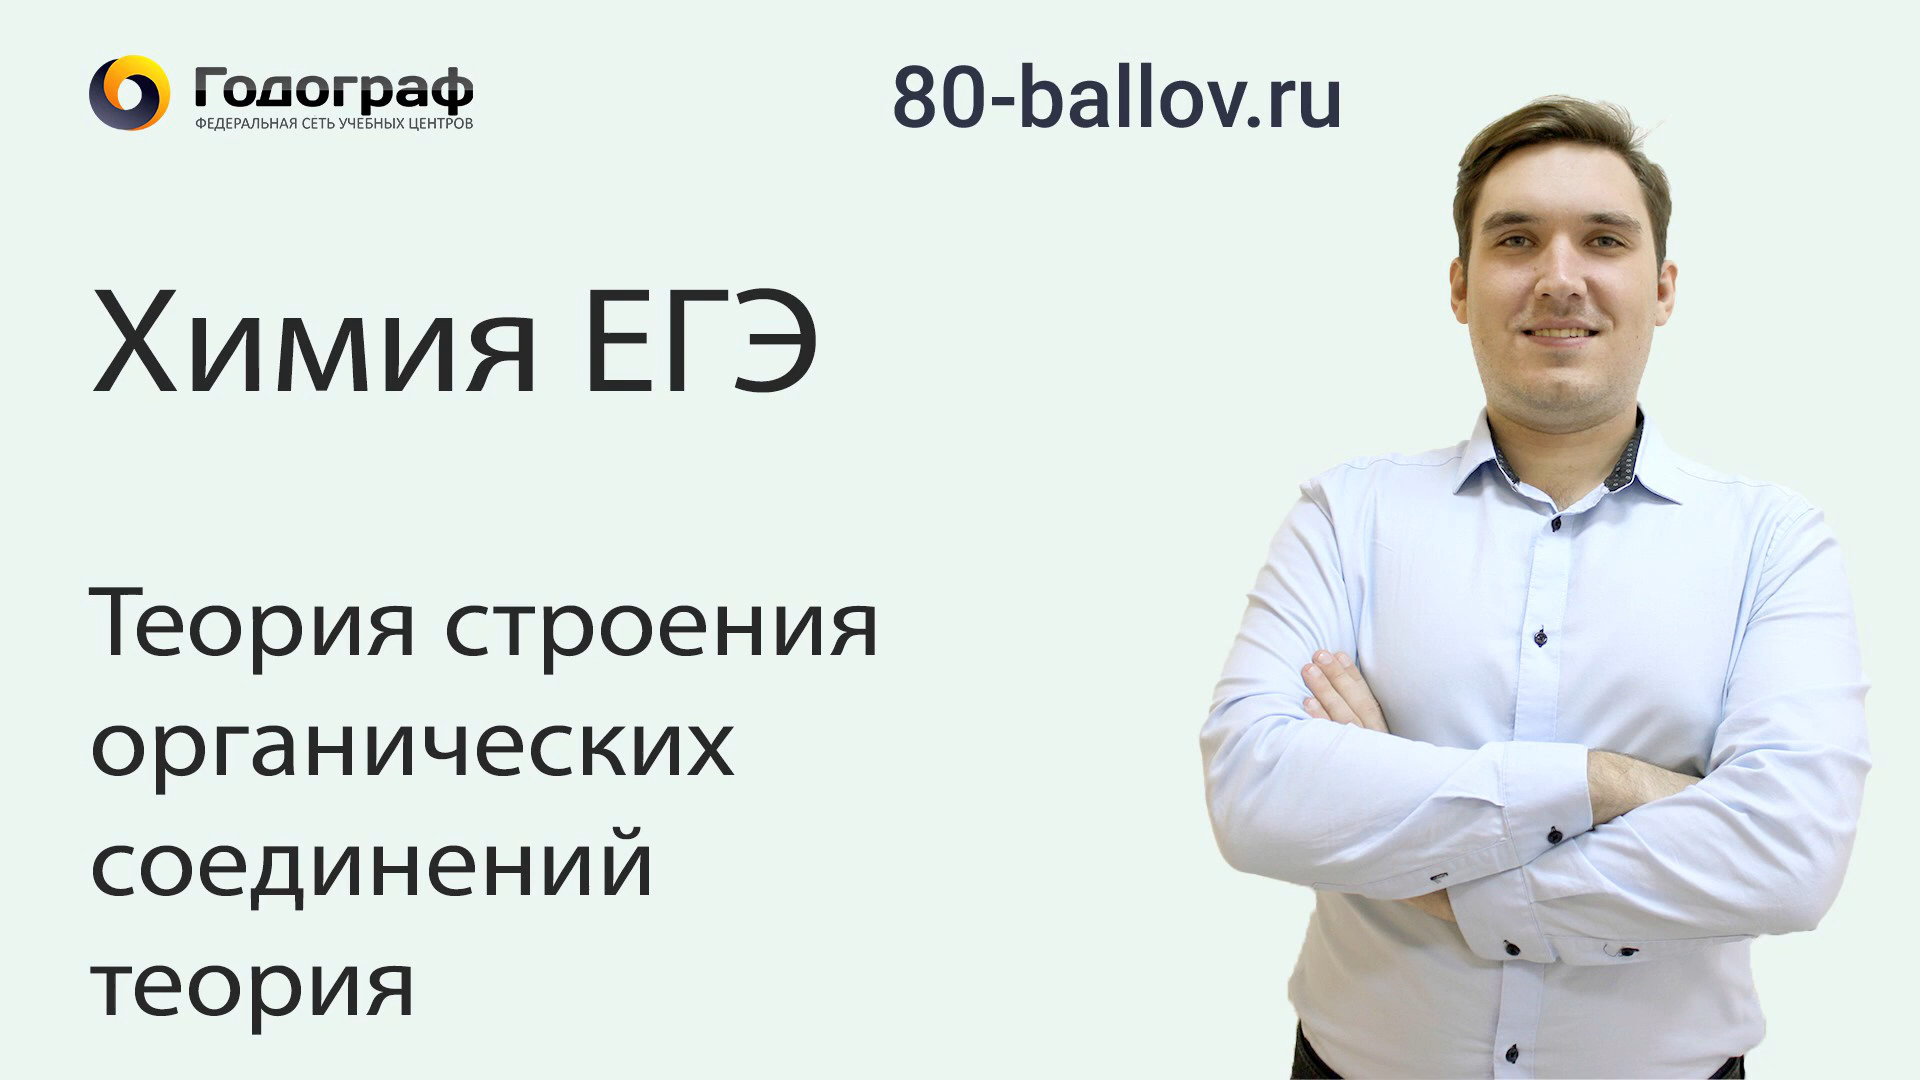 Годограф
ФЕДЕРАЛЬНАЯ СЕТЬ УЧЕБНЫХ ЦЕНТРОВ
80-ballov.ru
Химия ЕГЭ
Теория строения
органических
соединений
теория